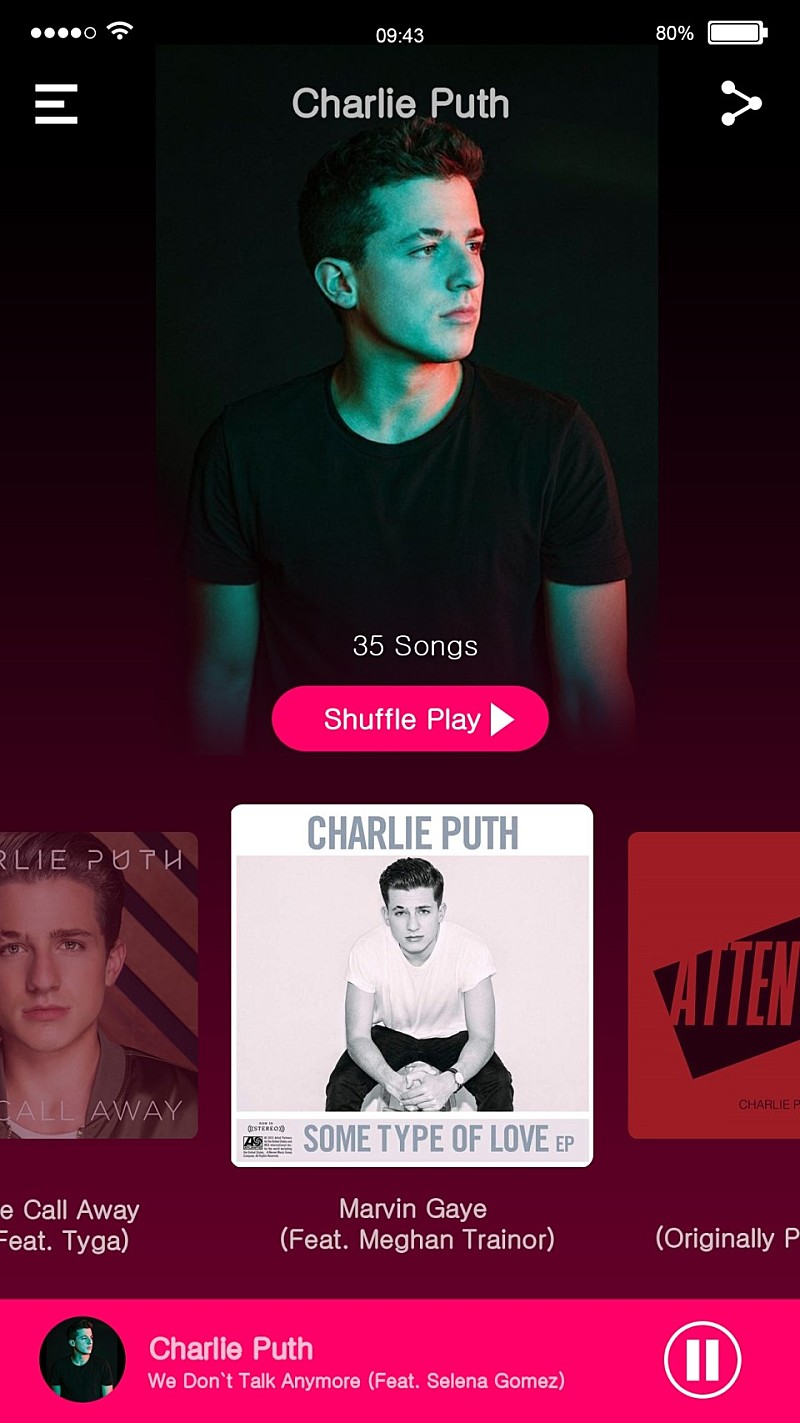 09:43
80%
Charlie Puth
35 Songs
Shuffle Play
RLIE PUTH
CALL AWAY
CHARLIE PUTH
((STEREO))
SOME TYPE OF LOVE EP
ATTEN
CHARLIE P
e Call Away
Feat. Tyga)
Marvin Gaye
(Feat. Meghan Trainor)
(Originally P
Charlie Puth
We Don`t Talk Anymore (Feat. Selena Gomez)